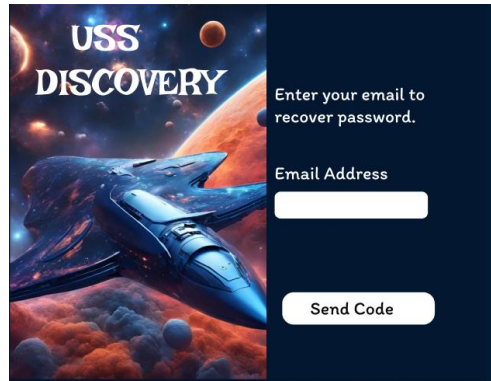 USS
DISCOVERY
Enter your email to
recover password.
Email Address
Send Code